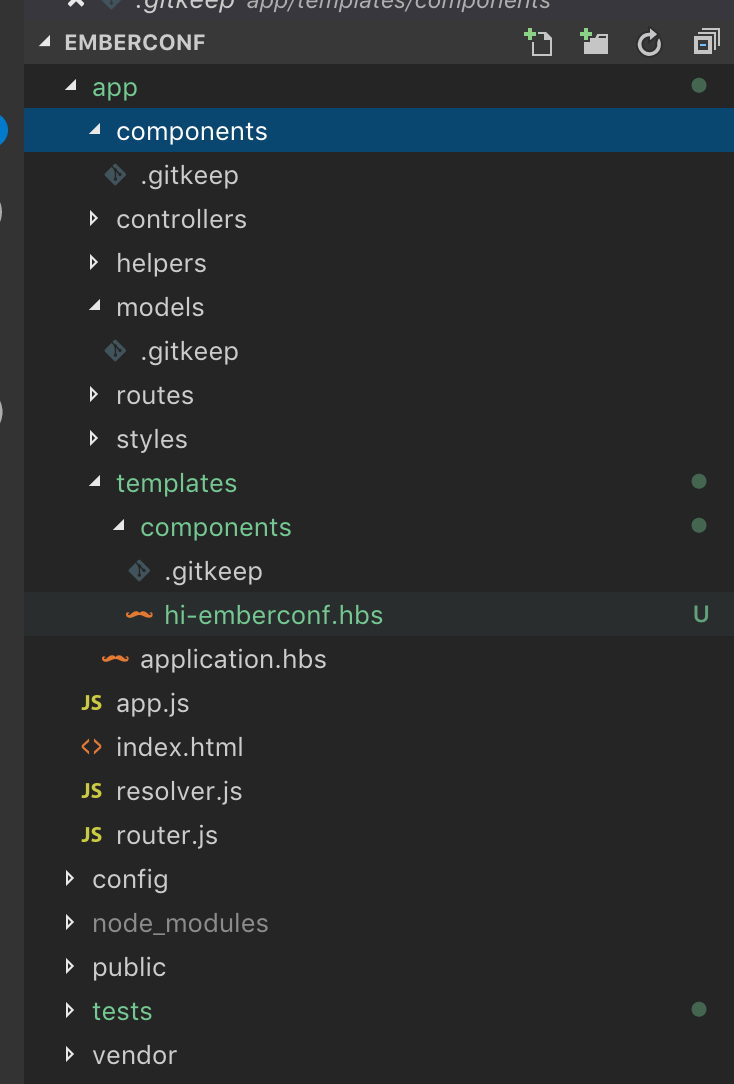 .gitkeep app/templates/components
EMBERCONF
app
components
.gitkeep
controllers
helpers
models
.gitkeep
routes
styles
templates
components
.gitkeep
hi-emberconf.hbs U
application.hbs
JS app.js
<> index.html
JS resolver.js
JS router.js
config
node_modules
public
tests
vendor